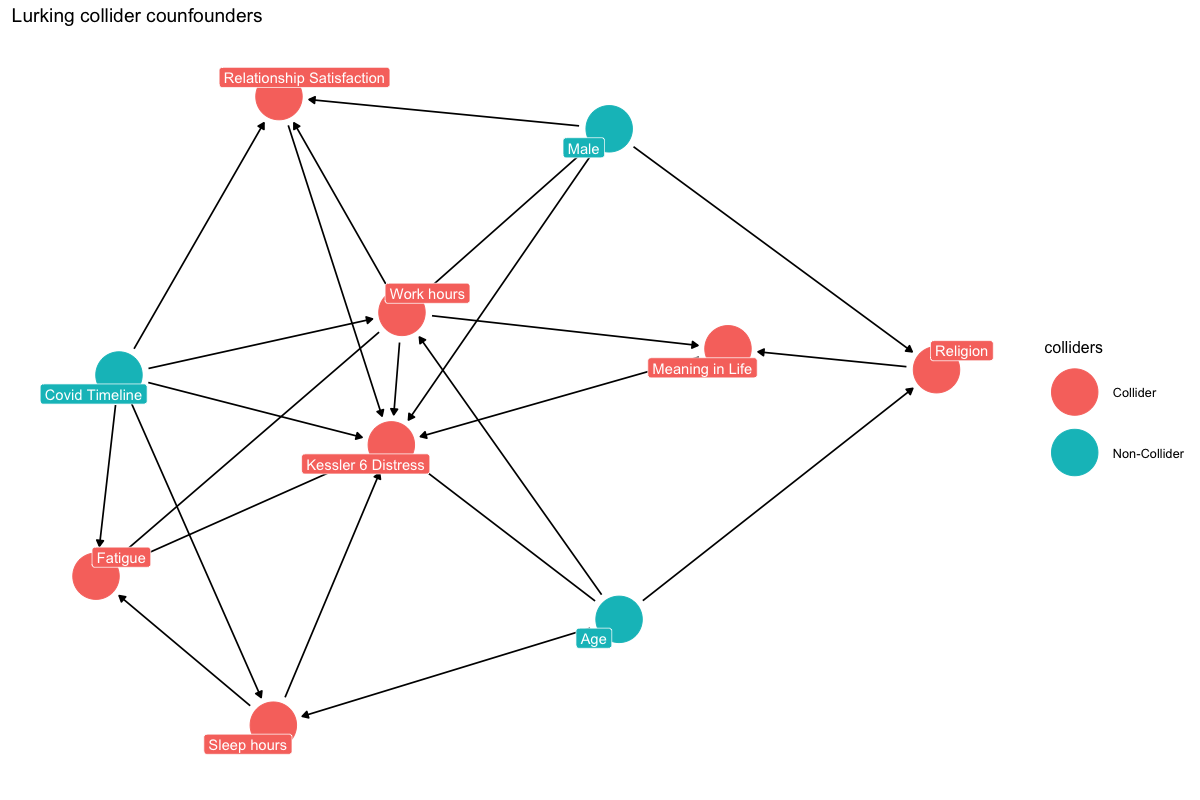 Lurking collider counfounders
Relationship Satisfaction
Male
Work hours
Religion
Meaning in Life
Covid Timeline
Kessler 6 Distress
Fatigue
Age
Sleep hours
colliders
Collider
Non-Collider